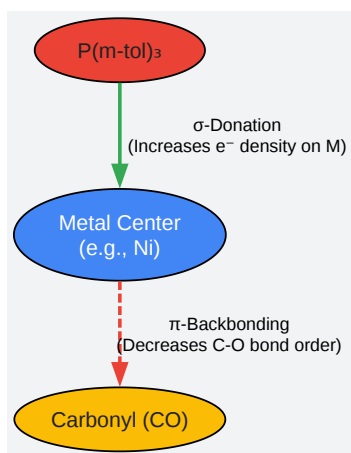 P(m-tol)₃
σ-Donation
(Increases e⁻ density on M)
Metal Center
(e.g., Ni)
π-Backbonding
(Decreases C-O bond order)
Carbonyl (CO)